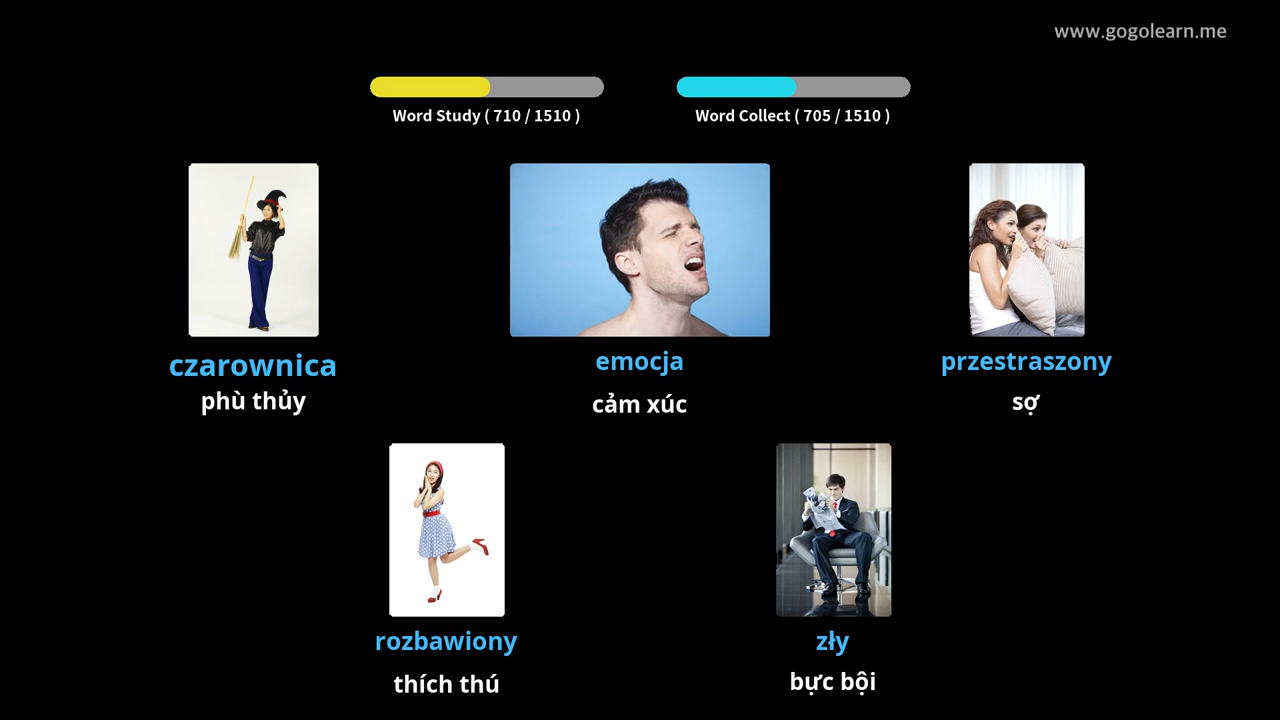 www.gogolearn.me
Word Study ( 710 / 1510 )
Word Collect ( 705 / 1510 )
czarownica
phù thủy
emocja
cảm xúc
przestraszony
sợ
rozbawiony
thích thú
zły
bực bội